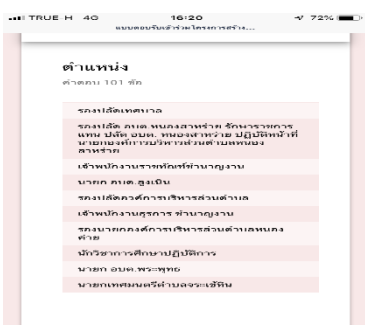 TRUE-H 4G 16:20 72%
แบบตอบรับเข้าร่วมโครงการสร้าง...
ตำแหน่ง
คำตอบ 101 ข้อ
รองปลัดเทศบาล
รองปลัด อบต.หนองสาหร่าย รักษาราชการ
แทน ปลัด อบต. หนองสาหร่าย ปฏิบัติหน้าที่
นายกองค์การบริหารส่วนตำบลหนอง
สาหร่าย
เจ้าพนักงานราชทัณฑ์ชำนาญงาน
นายก อบต.สูงเนิน
รองปลัดองค์การบริหารส่วนตำบล
เจ้าพนักงานธุรการ ชำนาญงาน
รองนายกองค์การบริหารส่วนตำบลหนอง
ค่าย
นักวิชาการศึกษาปฏิบัติการ
นายก อบต.พระพุทธ
นายกเทศมนตรีตำบลจระเข้หิน